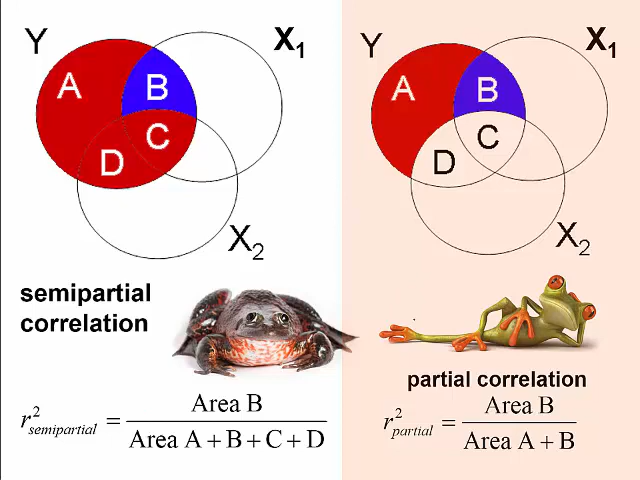 Y
X1
A
B
C
D
X2
semipartial
correlation
r²semipartial = Area B / Area A + B + C + D
Y
X1
A
B
C
D
X2
partial correlation
r²partial = Area B / Area A + B